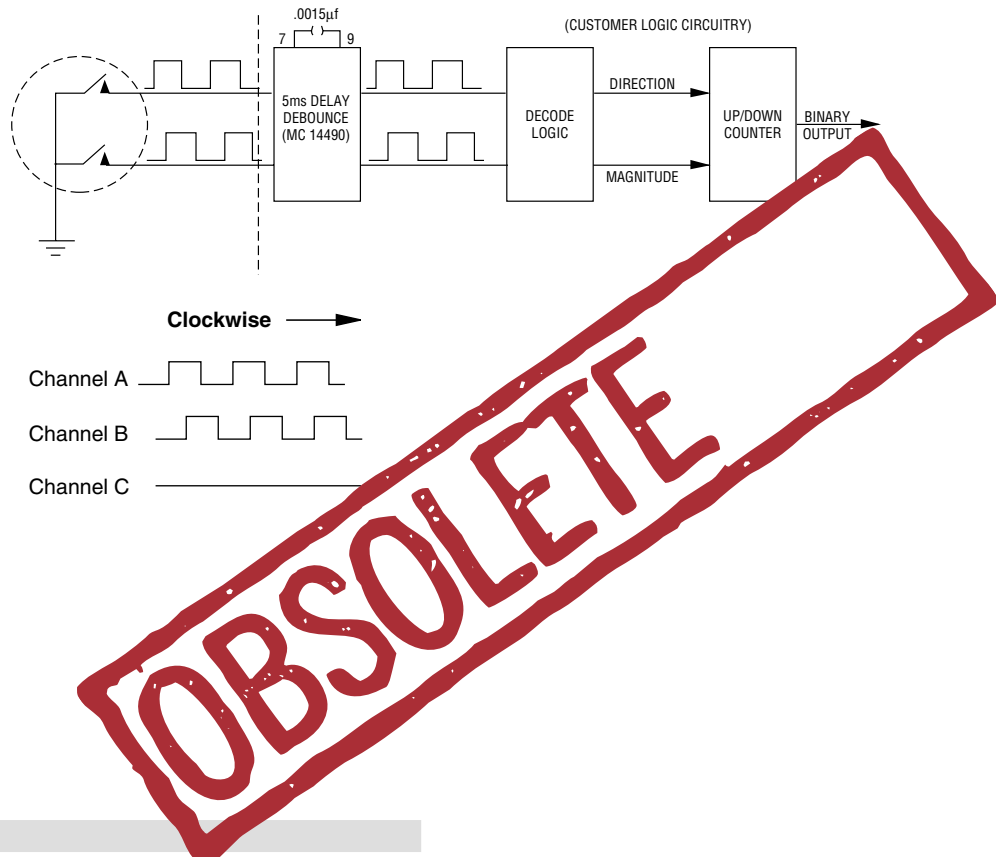 .0015µf
7 9
(CUSTOMER LOGIC CIRCUITRY)
5ms DELAY
DEBOUNCE
(MC 14490)
DECODE
LOGIC
DIRECTION
MAGNITUDE
UP/DOWN
COUNTER
BINARY
OUTPUT
Clockwise
Channel A
Channel B
Channel C
OBSOLETE